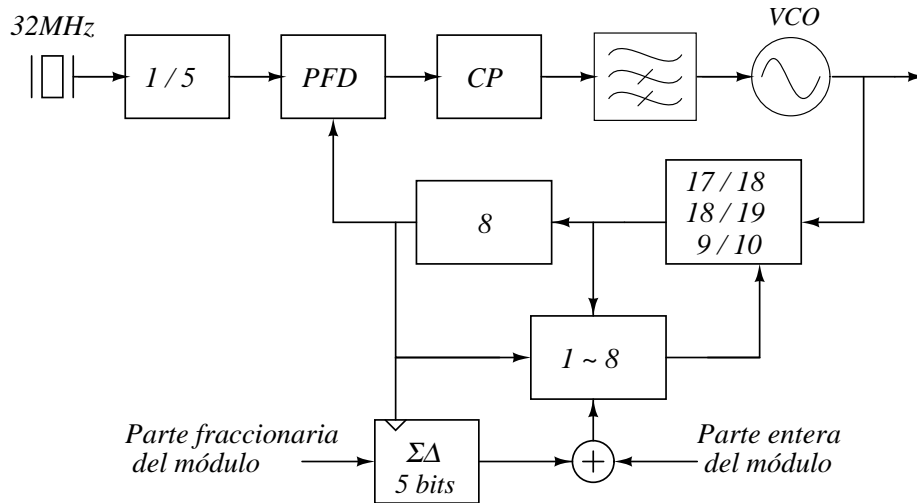 32MHz
VCO
1 / 5
PFD
CP
17 / 18
18 / 19
9 / 10
8
1 ~ 8
Parte fraccionaria
del módulo
ΣΔ
5 bits
+
Parte entera
del módulo